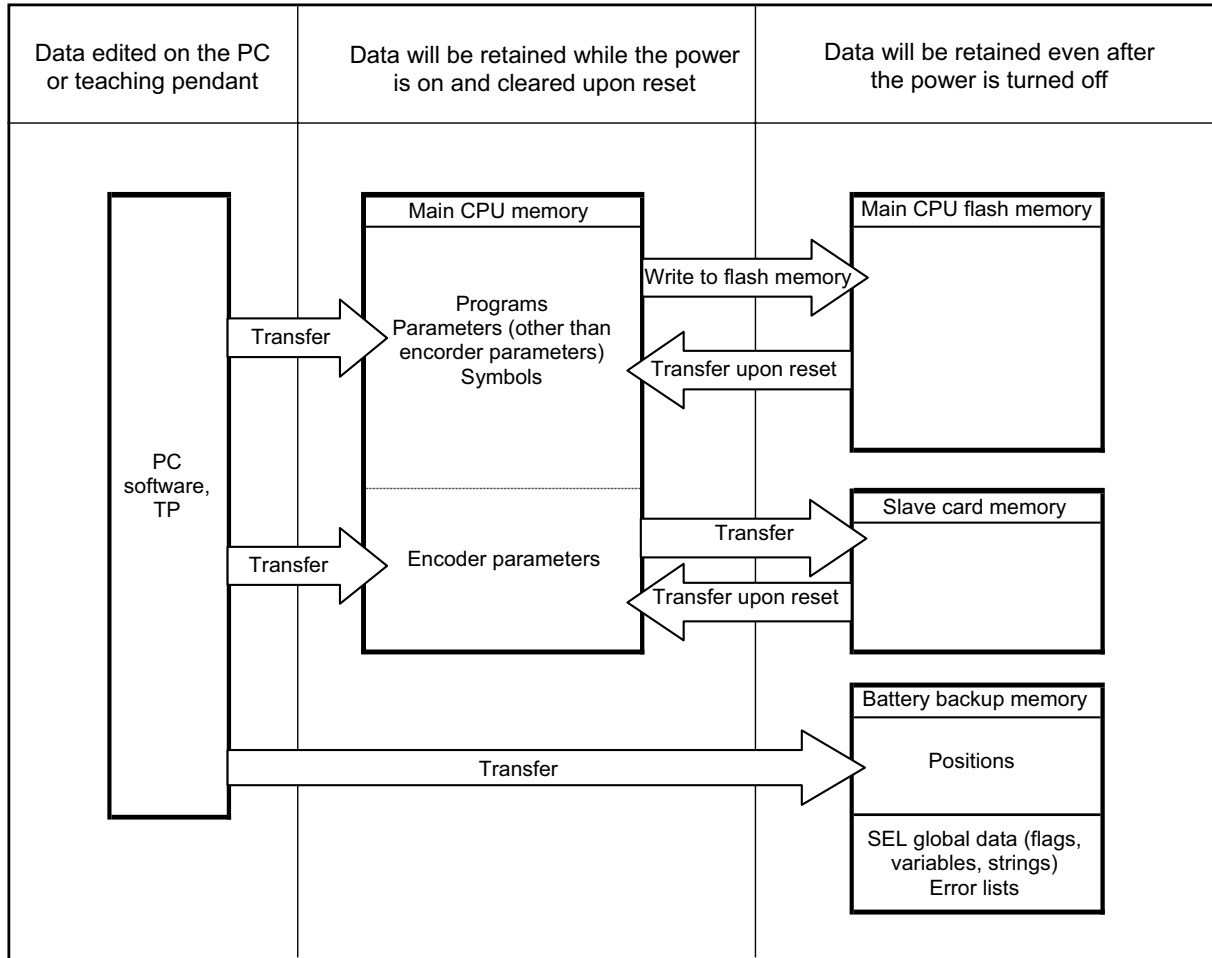 Data edited on the PC
or teaching pendant
Data will be retained while the power
is on and cleared upon reset
Data will be retained even after
the power is turned off
PC
software,
TP
Transfer
Transfer
Main CPU memory
Programs
Parameters (other than
encorder parameters)
Symbols
Encoder parameters
Write to flash memory
Transfer upon reset
Transfer
Transfer upon reset
Transfer
Main CPU flash memory
Slave card memory
Battery backup memory
Positions
SEL global data (flags,
variables, strings)
Error lists